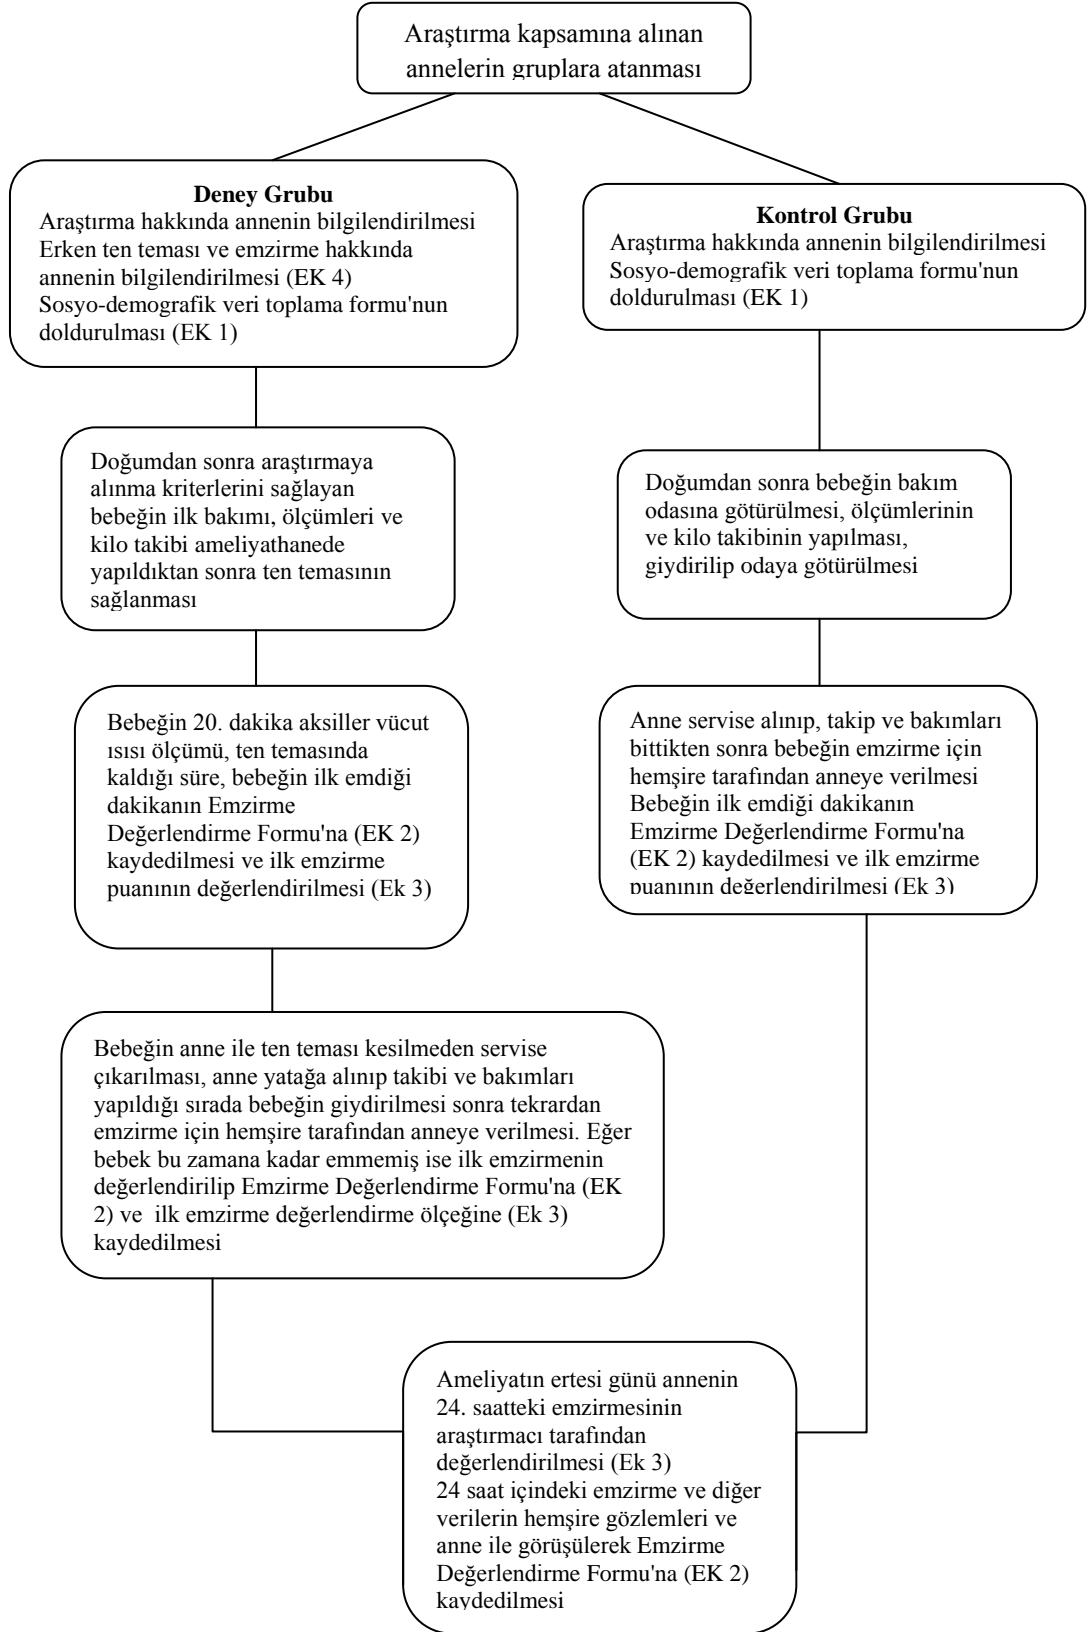 Araştırma kapsamına alınan
annelerin gruplara atanması
Deney Grubu
Araştırma hakkında annenin bilgilendirilmesi
Erken ten teması ve emzirme hakkında
annenin bilgilendirilmesi (EK 4)
Sosyo-demografik veri toplama formu'nun
doldurulması (EK 1)
Kontrol Grubu
Araştırma hakkında annenin bilgilendirilmesi
Sosyo-demografik veri toplama formu'nun
doldurulması (EK 1)
Doğumdan sonra araştırmaya
alınma kriterlerini sağlayan
bebeğin ilk bakımı, ölçümleri ve
kilo takibi ameliyathanede
yapıldıktan sonra ten temasının
sağlanması
Doğumdan sonra bebeğin bakım
odasına götürülmesi, ölçümlerinin
ve kilo takibinin yapılması,
giydirilip odaya götürülmesi
Bebeğin 20. dakika aksiller vücut
ısısı ölçümü, ten temasında
kaldığı süre, bebeğin ilk emdiği
dakikanın Emzirme
Değerlendirme Formu'na (EK 2)
kaydedilmesi ve ilk emzirme
puanının değerlendirilmesi (Ek 3)
Anne servise alınıp, takip ve bakımları
bittikten sonra bebeğin emzirme için
hemşire tarafından anneye verilmesi
Bebeğin ilk emdiği dakikanın
Emzirme Değerlendirme Formu'na
(EK 2) kaydedilmesi ve ilk emzirme
puanının değerlendirilmesi (Ek 3)
Bebeğin anne ile ten teması kesilmeden servise
çıkarılması, anne yatağa alınıp takibi ve bakımları
yapıldığı sırada bebeğin giydirilmesi sonra tekrardan
emzirme için hemşire tarafından anneye verilmesi. Eğer
bebek bu zamana kadar emmemiş ise ilk emzirmenin
değerlendirilip Emzirme Değerlendirme Formu'na (EK
2) ve ilk emzirme değerlendirme ölçeğine (Ek 3)
kaydedilmesi
Ameliyatın ertesi günü annenin
24. saatteki emzirmesinin
araştırmacı tarafından
değerlendirilmesi (Ek 3)
24 saat içindeki emzirme ve diğer
verilerin hemşire gözlemleri ve
anne ile görüşülerek Emzirme
Değerlendirme Formu'na (EK 2)
kaydedilmesi